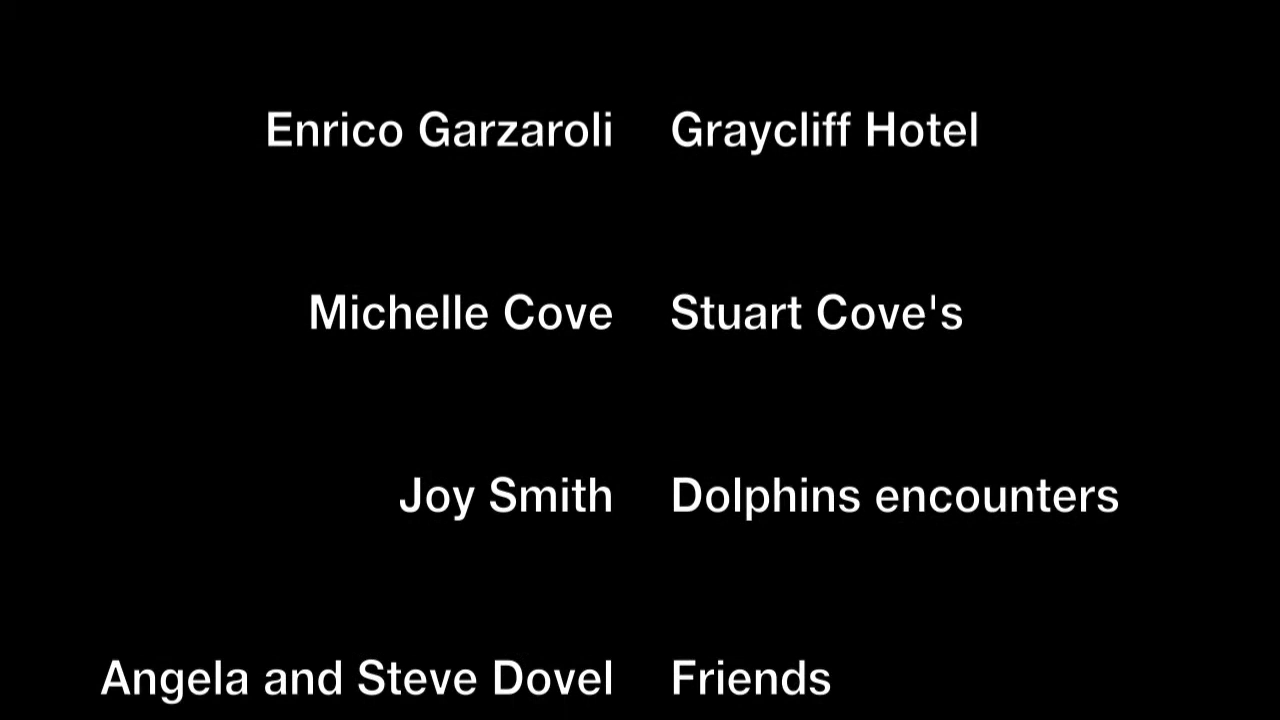 Enrico Garzaroli Graycliff Hotel
Michelle Cove Stuart Cove's
Joy Smith Dolphins encounters
Angela and Steve Dovel Friends